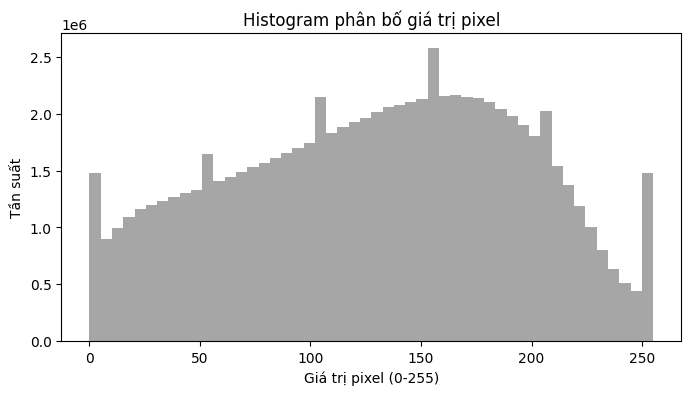 Histogram phân bố giá trị pixel
1e6
2.5
2.0
1.5
1.0
0.5
0.0
Tần suất
0 50 100 150 200 250
Giá trị pixel (0-255)